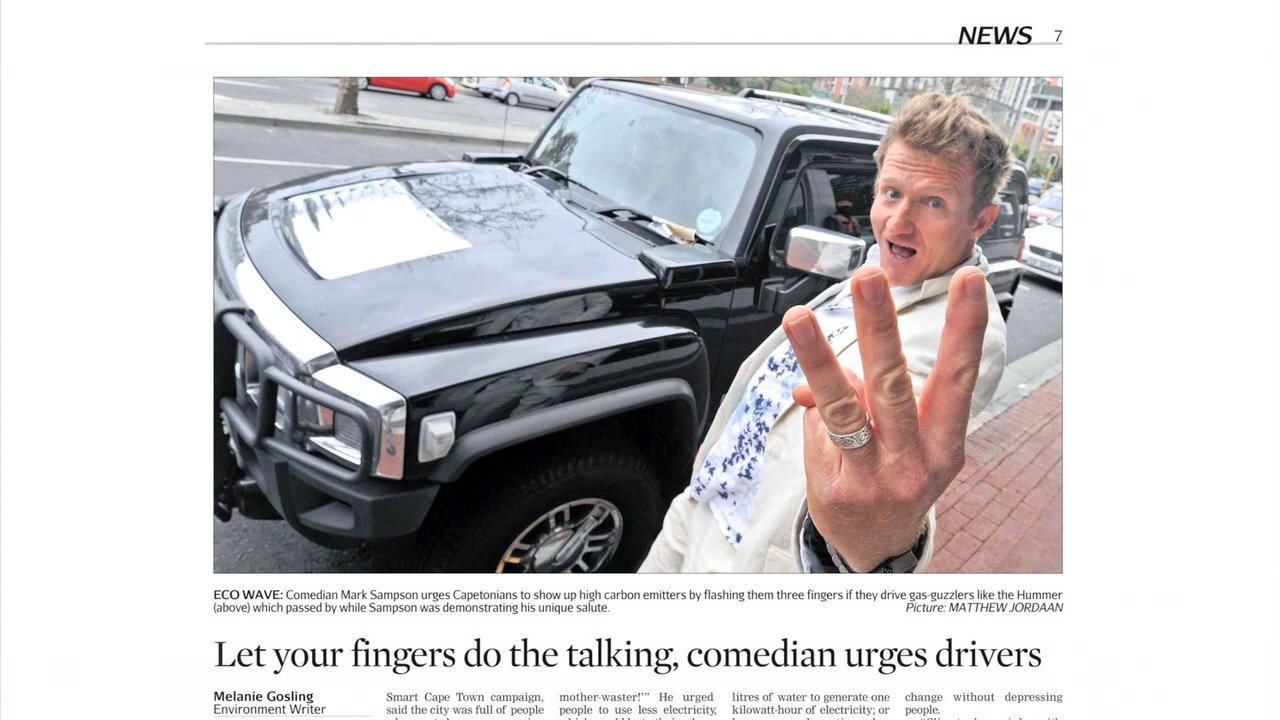 NEWS 7
ECO WAVE: Comedian Mark Sampson urges Capetonians to show up high carbon emitters by flashing them three fingers if they drive gas-guzzlers like the Hummer
(above) which passed by while Sampson was demonstrating his unique salute. Picture: MATTHEW JORDAAN
Let your fingers do the talking, comedian urges drivers
Melanie Gosling
Environment Writer
Smart Cape Town campaign,
said the city was full of people
mother-waster!’” He urged
people to use less electricity,
litres of water to generate one
kilowatt-hour of electricity; or
change without depressing
people.